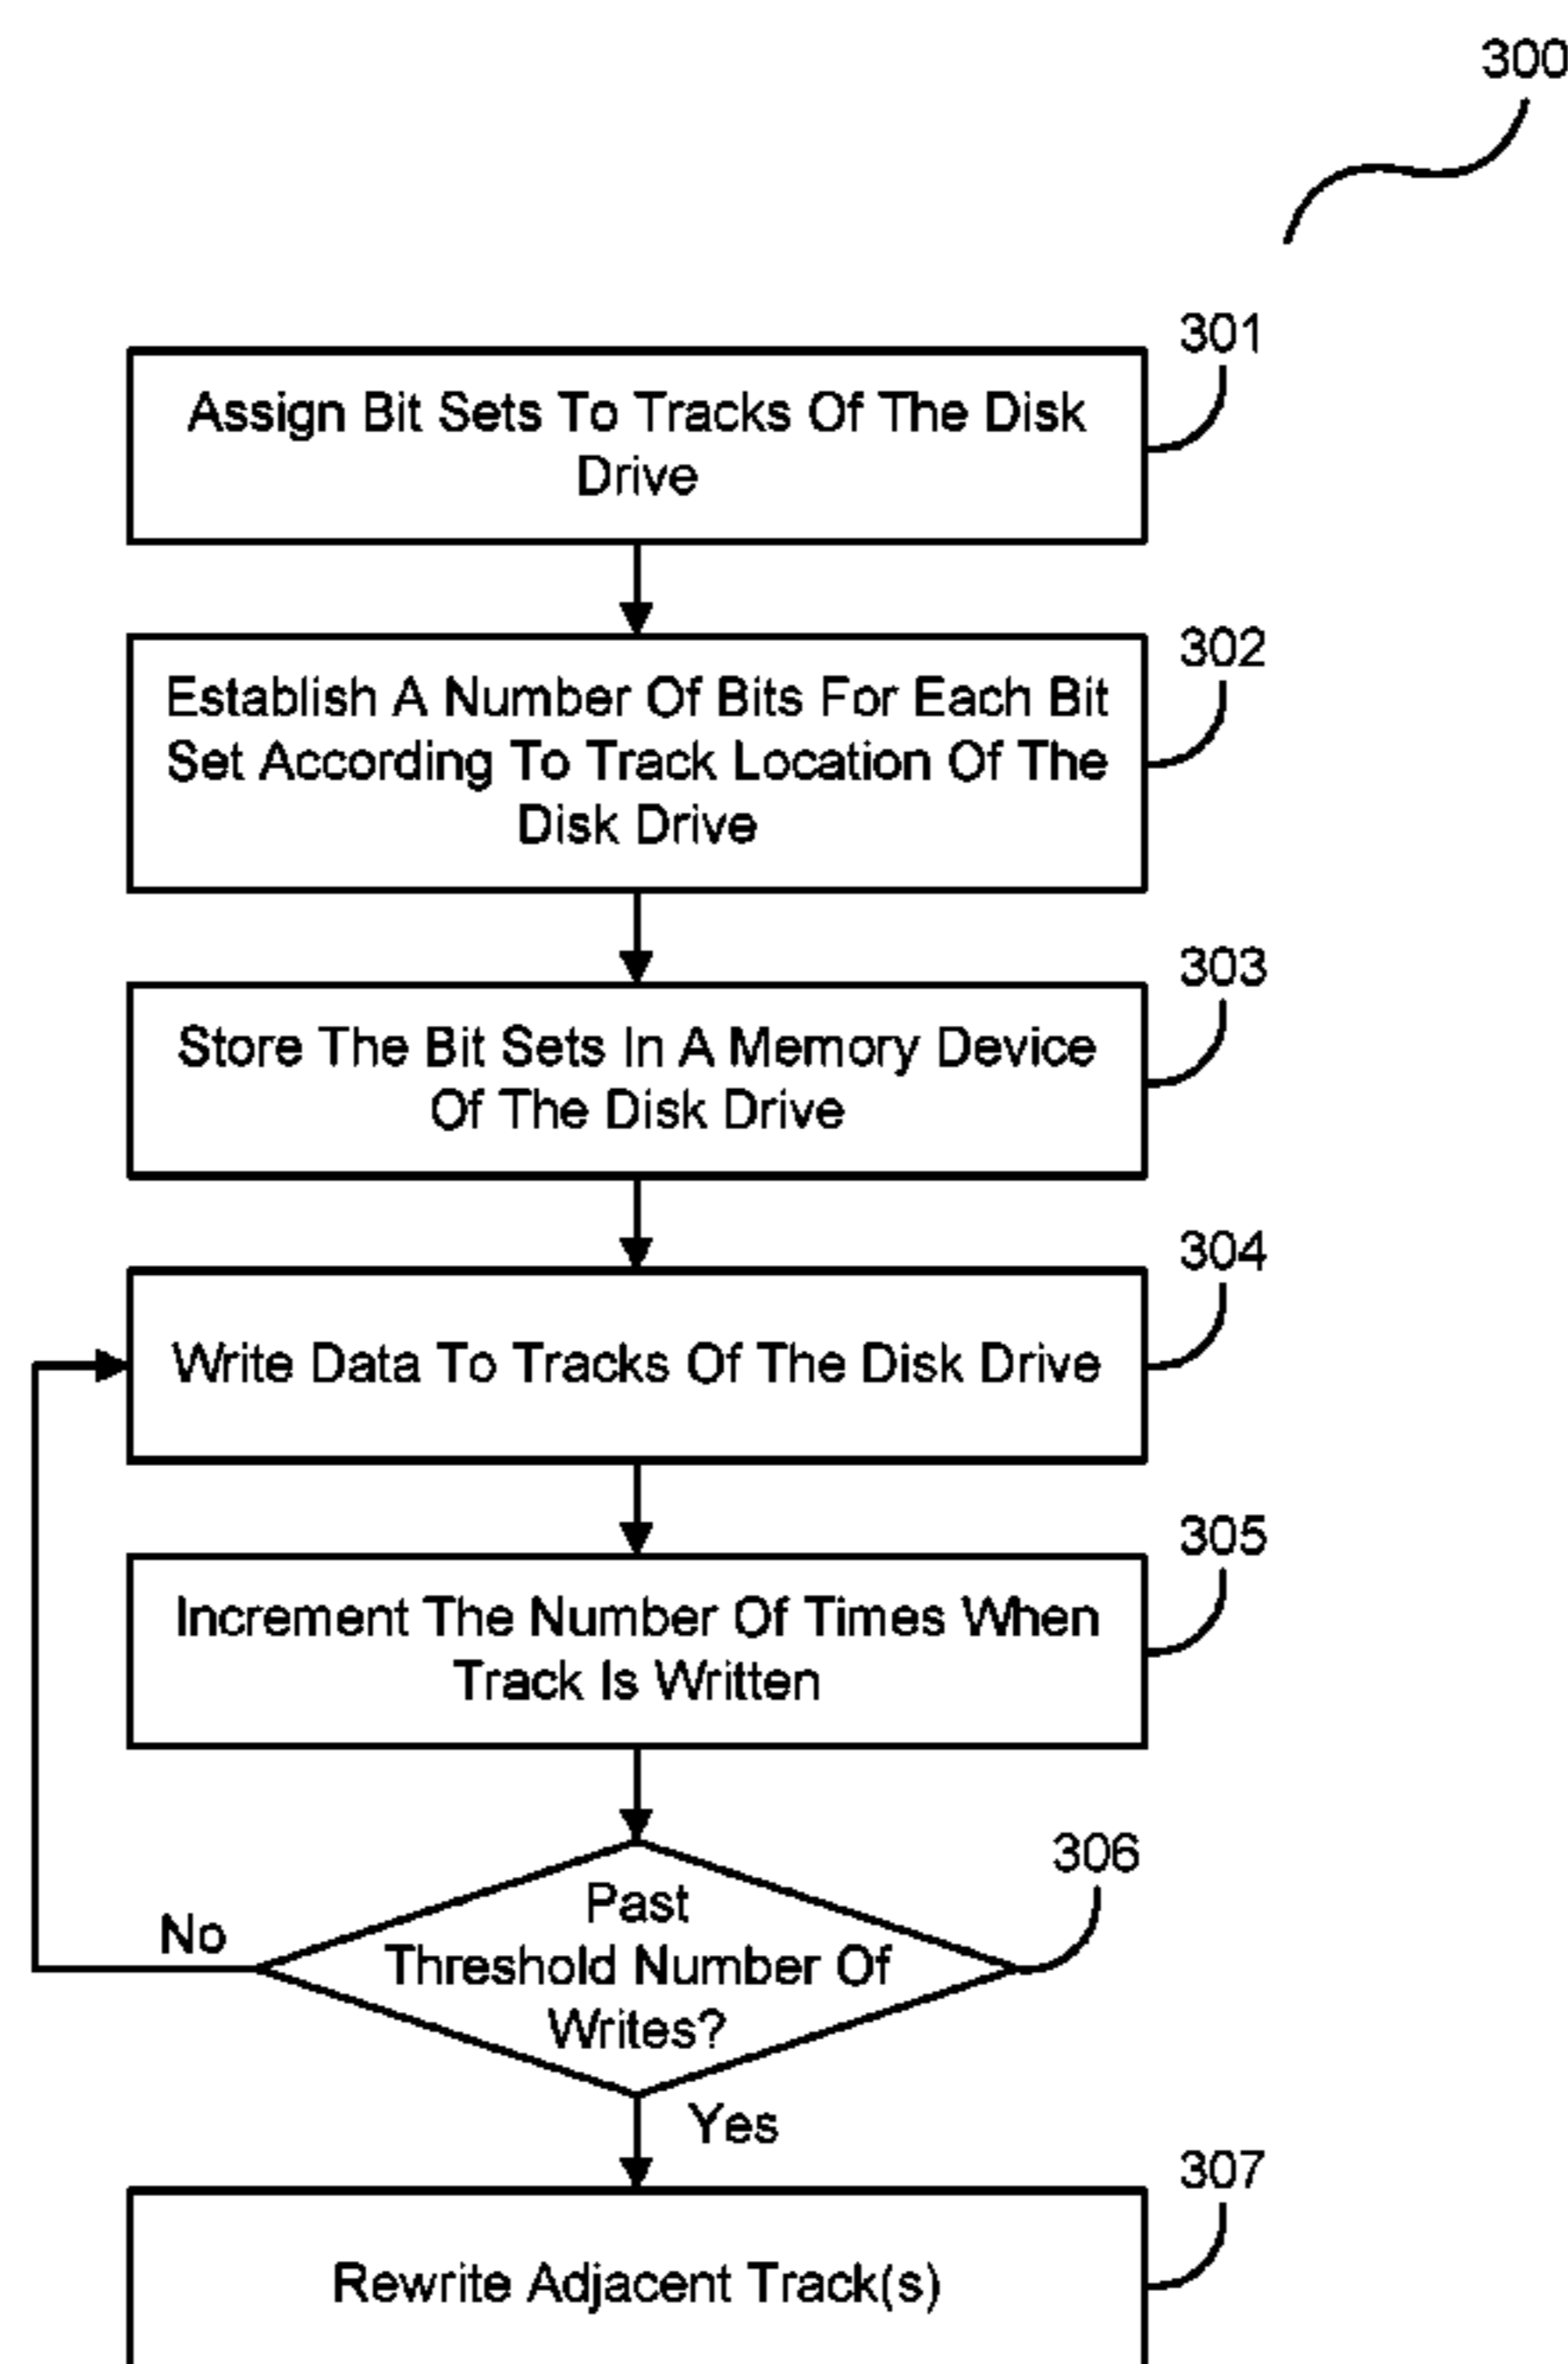 300
301
Assign Bit Sets To Tracks Of The Disk
Drive
302
Establish A Number Of Bits For Each Bit
Set According To Track Location Of The
Disk Drive
303
Store The Bit Sets In A Memory Device
Of The Disk Drive
304
Write Data To Tracks Of The Disk Drive
305
Increment The Number Of Times When
Track Is Written
306
Past
Threshold Number Of
Writes?
No
Yes
307
Rewrite Adjacent Track(s)